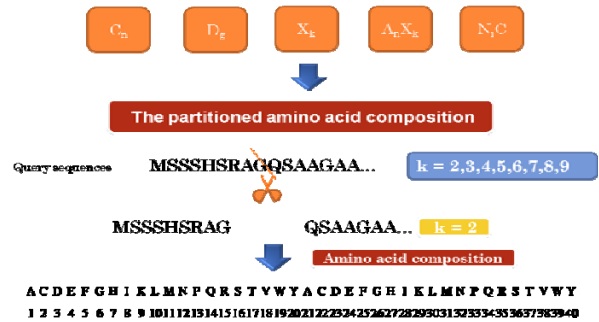 Cn Dg Xk AnXk NtC
The partitioned amino acid composition
Query sequences MSSSHSRAGQSAAGAA... k = 2,3,4,5,6,7,8,9
MSSSHSRAG QSAAGAA... k = 2
Amino acid composition
A C D E F G H I K L M N P Q R S T V W Y A C D E F G H I K L M N P Q R S T V W Y
1 2 3 4 5 6 7 8 9 10 11 12 13 14 15 16 17 18 19 20 21 22 23 24 25 26 27 28 29 30 31 32 33 34 35 36 37 38 39 40